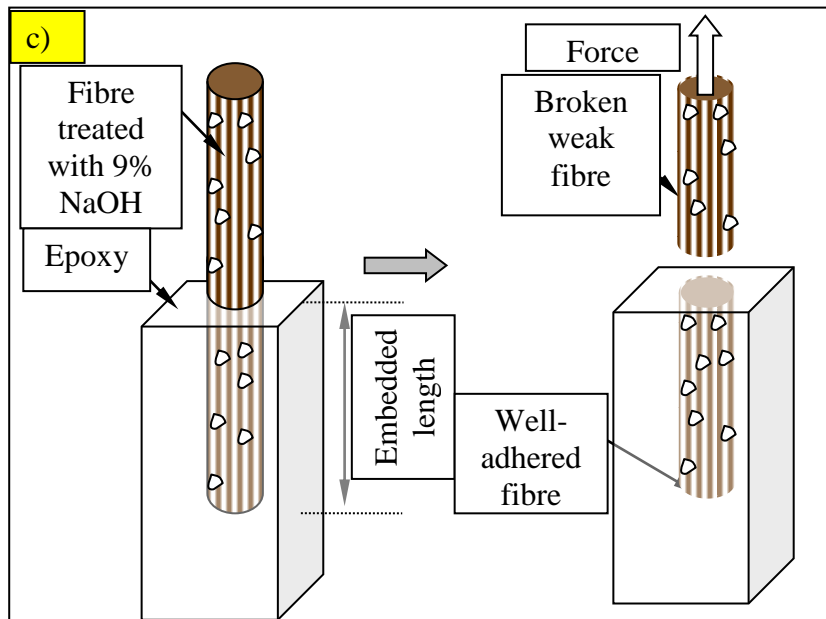 c)
Fibre
treated
with 9%
NaOH
Epoxy
Embedded
length
Force
Broken
weak
fibre
Well-
adhered
fibre